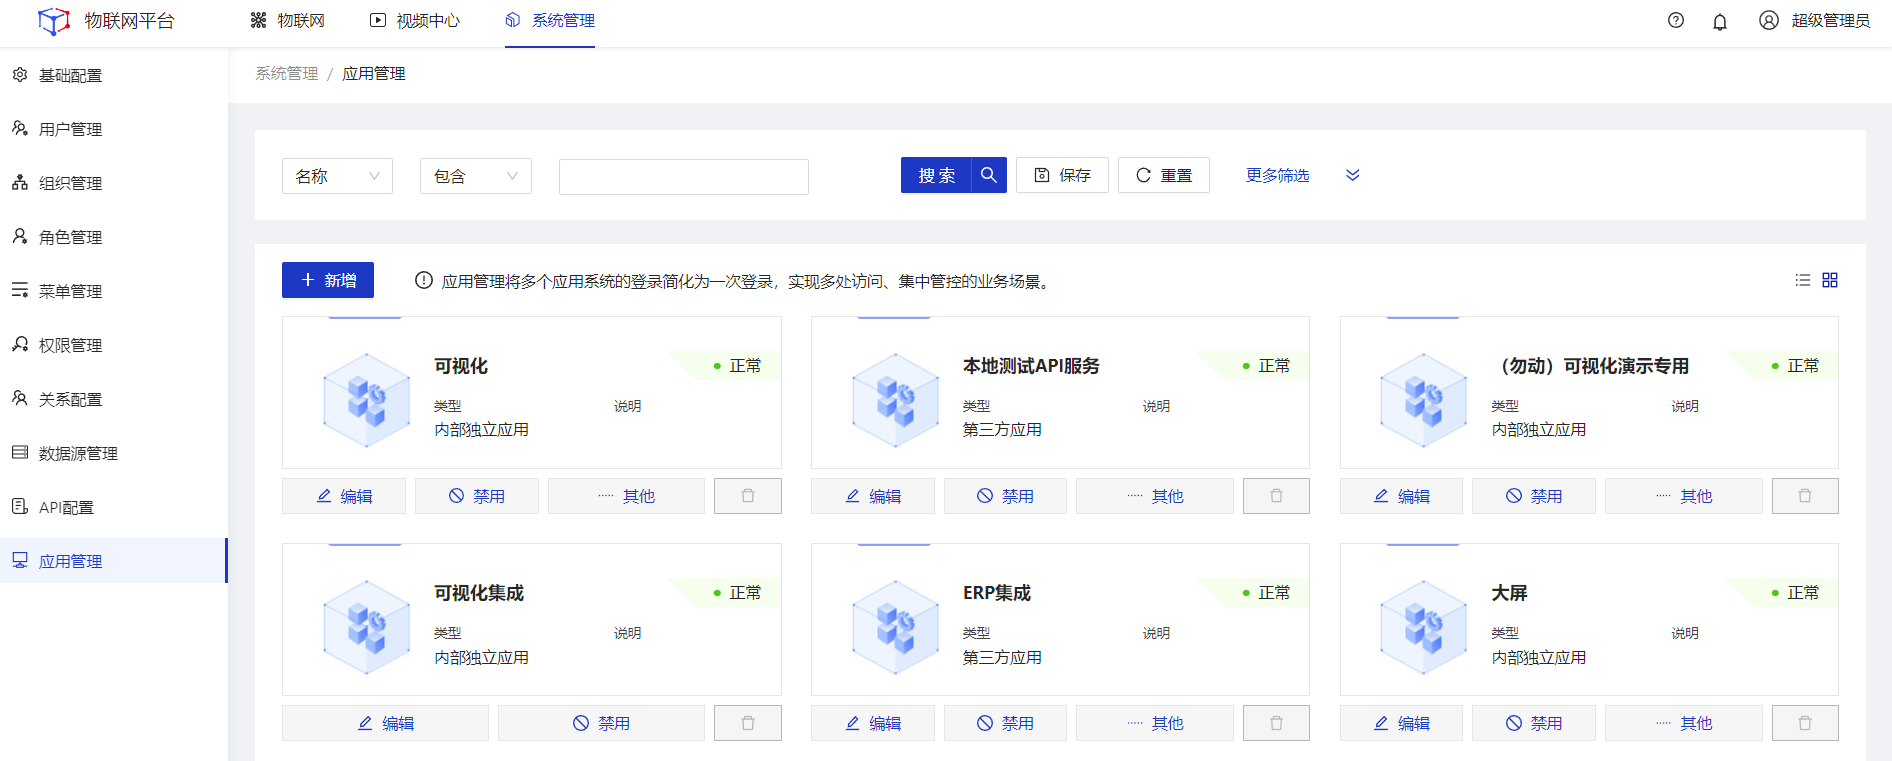 物联网平台
物联网
视频中心
系统管理
超级管理员
基础配置
用户管理
组织管理
角色管理
菜单管理
权限管理
关系配置
数据源管理
API配置
应用管理
系统管理 / 应用管理
名称
包含
搜 索
保存
重置
更多筛选
新增
应用管理将多个应用系统的登录简化为一次登录，实现多处访问、集中管控的业务场景。
可视化
正常
类型
说明
内部独立应用
编辑
禁用
其他
本地测试API服务
正常
类型
说明
第三方应用
编辑
禁用
其他
（勿动）可视化演示专用
正常
类型
说明
内部独立应用
编辑
禁用
其他
可视化集成
正常
类型
说明
内部独立应用
编辑
禁用
ERP集成
正常
类型
说明
第三方应用
编辑
禁用
其他
大屏
正常
类型
说明
内部独立应用
编辑
禁用
其他